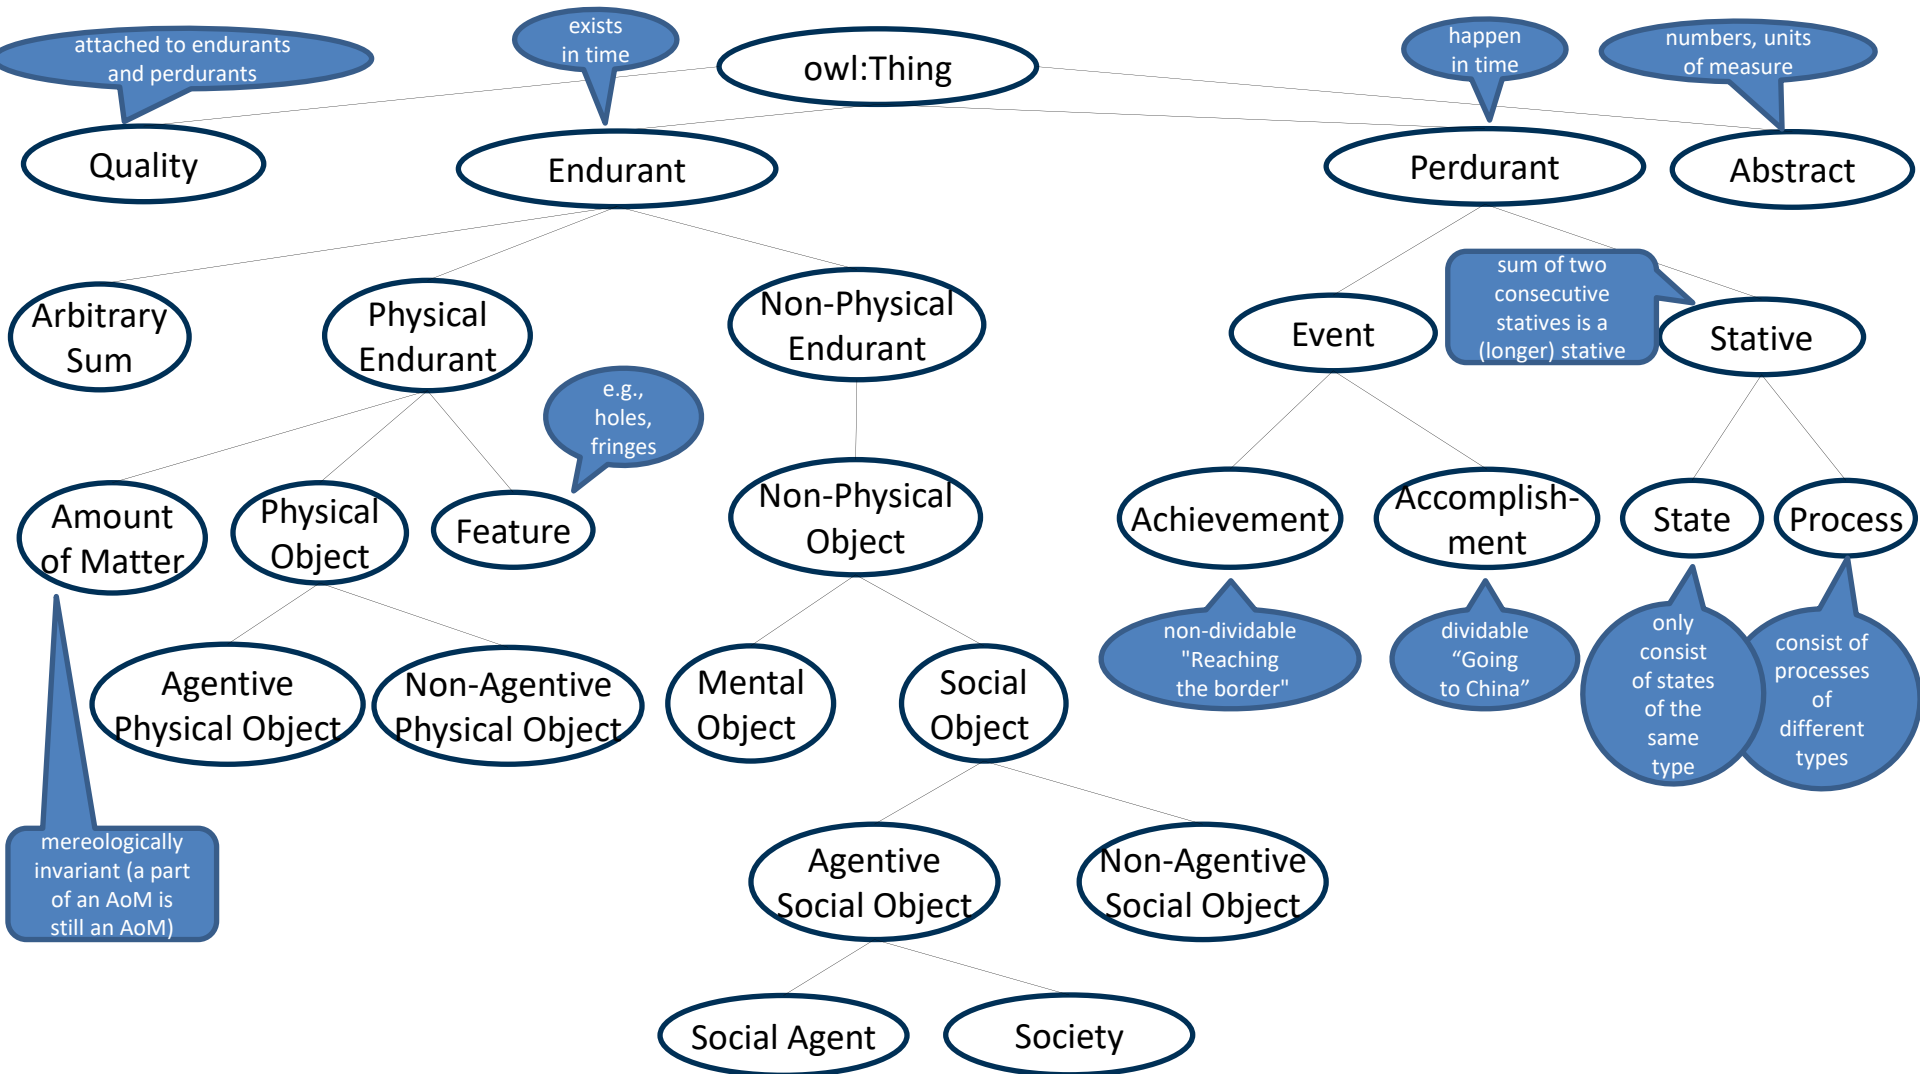 attached to endurants
and perdurants
exists
in time
owl:Thing
happen
in time
numbers, units
of measure
Quality
Endurant
Perdurant
Abstract
Arbitrary
Sum
Physical
Endurant
Non-Physical
Endurant
Event
sum of two
consecutive
statives is a
(longer) stative
Stative
e.g.,
holes,
fringes
Amount
of Matter
Physical
Object
Feature
Non-Physical
Object
Achievement
Accomplish-
ment
State
Process
non-dividable
"Reaching
the border"
dividable
“Going
to China”
only
consist
of states
of the
same
type
consist of
processes
of
different
types
Agentive
Physical Object
Non-Agentive
Physical Object
Mental
Object
Social
Object
mereologically
invariant (a part
of an AoM is
still an AoM)
Agentive
Social Object
Non-Agentive
Social Object
Social Agent
Society